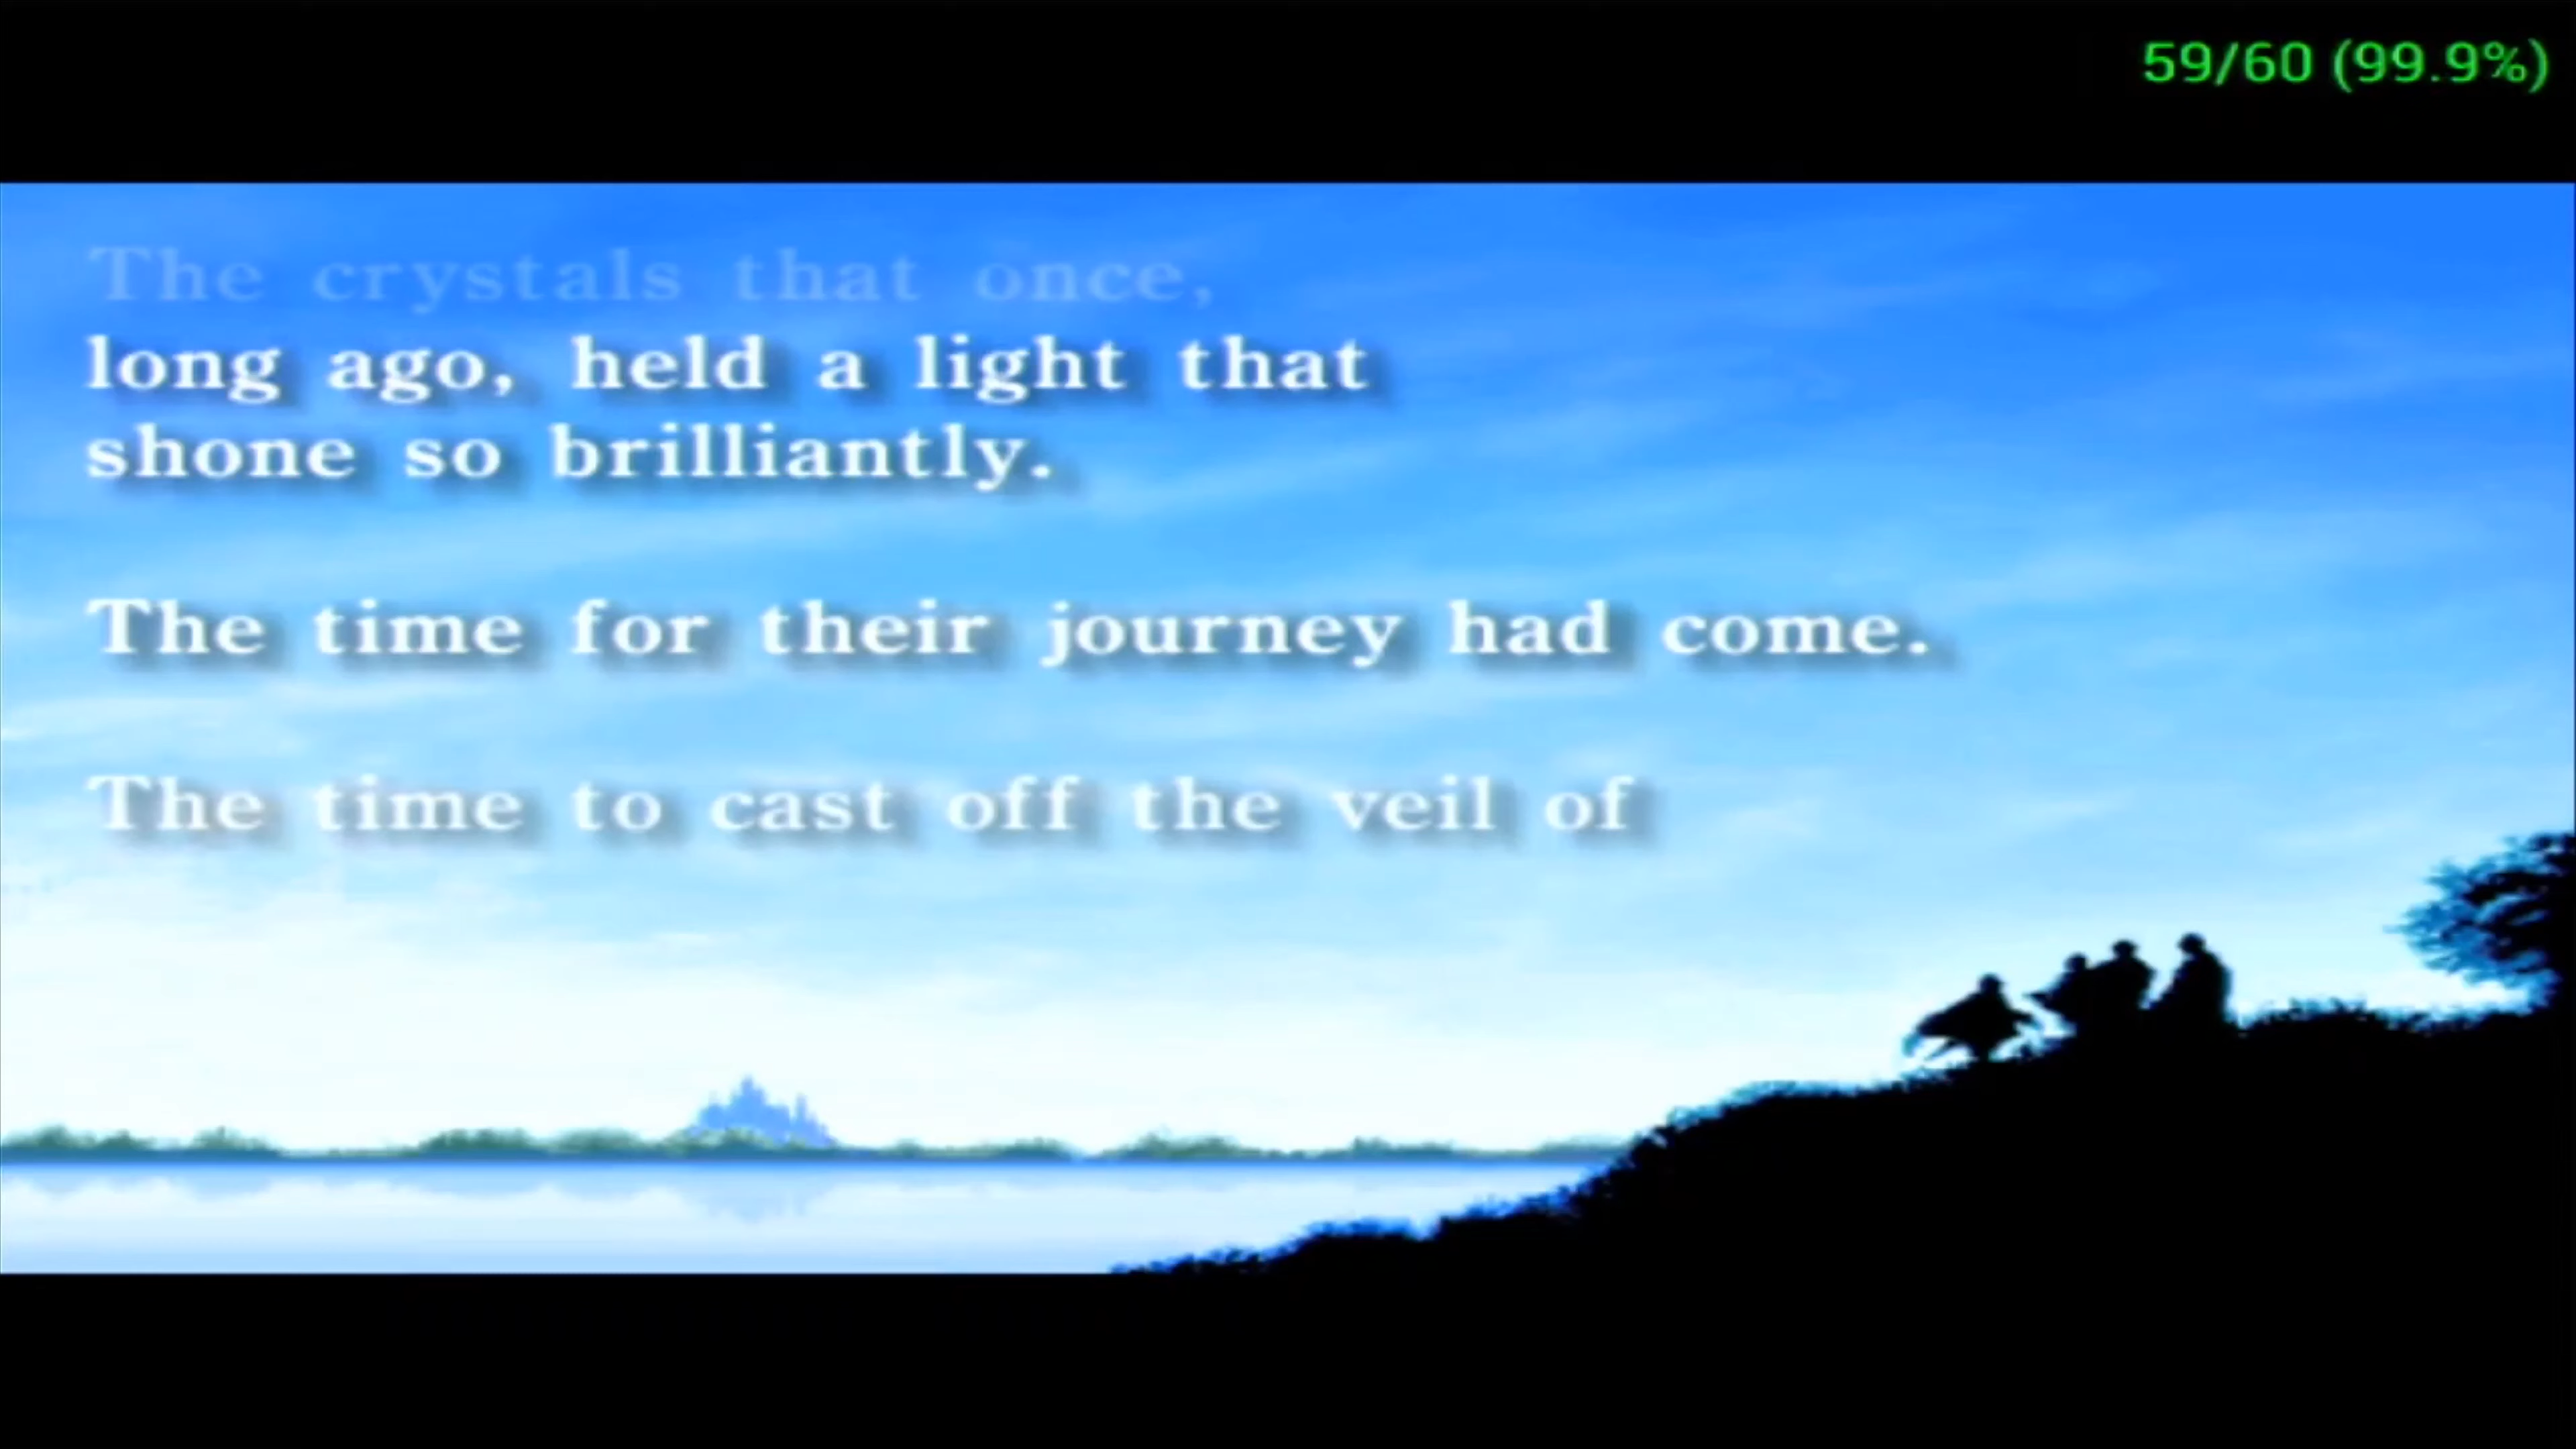 59/60 (99.9%)
The crystals that once,
long ago, held a light that
shone so brilliantly.
The time for their journey had come.
The time to cast off the veil of